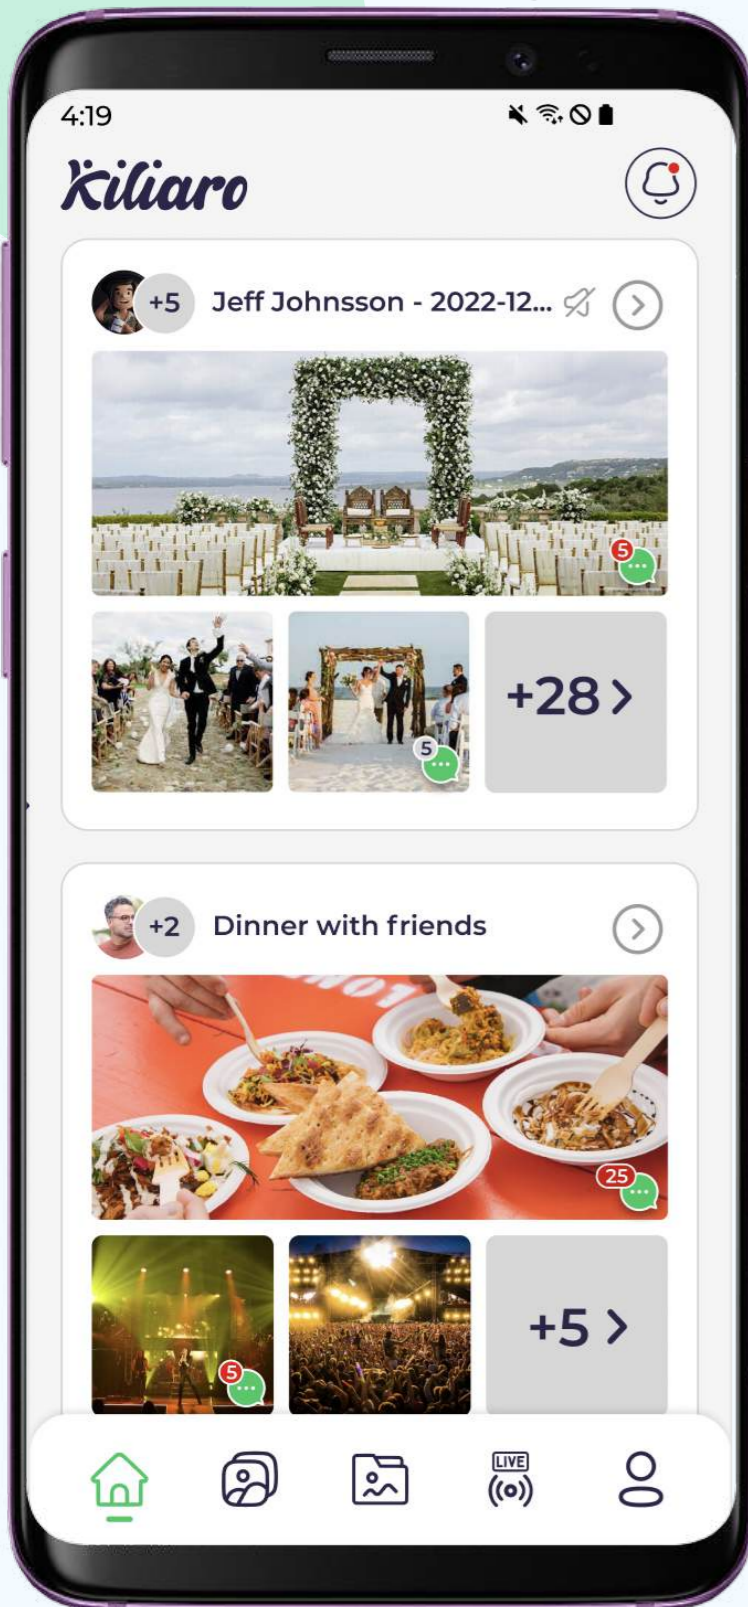 4:19
Kiliaro
+5 Jeff Johnsson - 2022-12...
5
5
+28 >
+2 Dinner with friends
LON
25
5
+5 >
LIVE